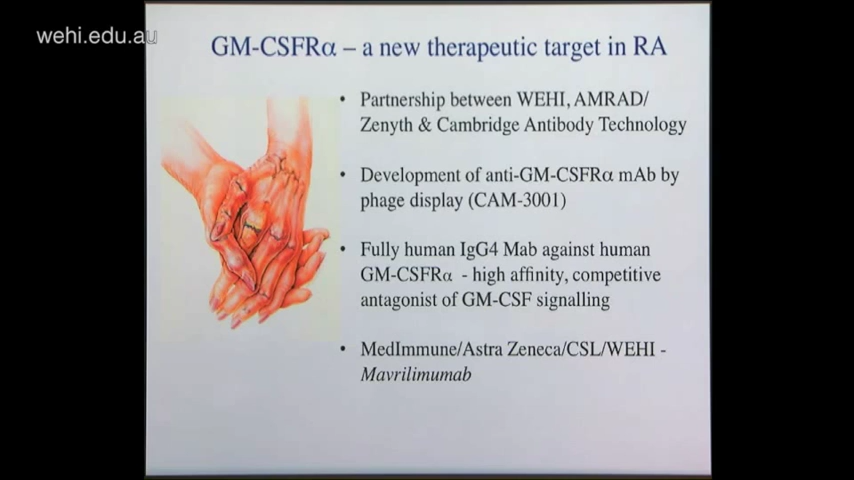 wehi.edu.au
GM-CSFRα – a new therapeutic target in RA
• Partnership between WEHI, AMRAD/
Zenyth & Cambridge Antibody Technology
• Development of anti-GM-CSFRα mAb by
phage display (CAM-3001)
• Fully human IgG4 Mab against human
GM-CSFRα - high affinity, competitive
antagonist of GM-CSF signalling
• MedImmune/Astra Zeneca/CSL/WEHI -
Mavrilimumab